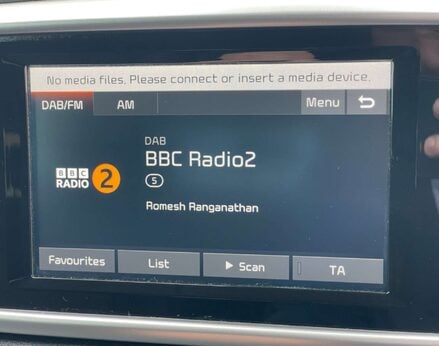 No media files. Please connect or insert a media device.
DAB/FM AM Menu
DAB
BBC Radio2
BBC RADIO 2
5
Romesh Ranganathan
Favourites List Scan TA